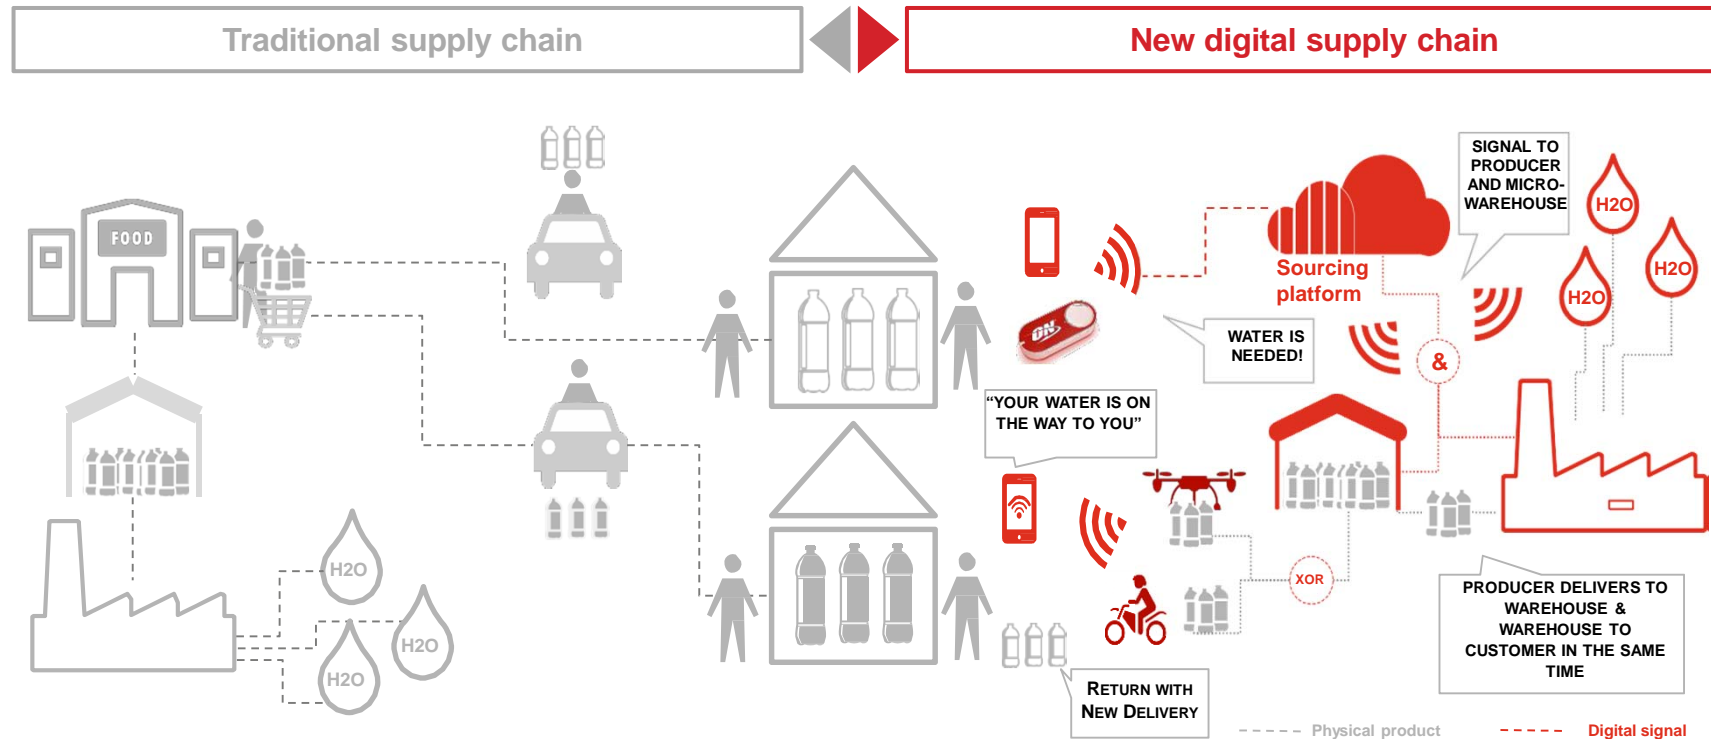 Traditional supply chain
New digital supply chain
FOOD
H2O
H2O
H2O
SIGNAL TO
PRODUCER
AND MICRO-
WAREHOUSE
H2O
H2O
H2O
Sourcing
platform
ON
WATER IS
NEEDED!
&
“YOUR WATER IS ON
THE WAY TO YOU”
XOR
PRODUCER DELIVERS TO
WAREHOUSE &
WAREHOUSE TO
CUSTOMER IN THE SAME
TIME
RETURN WITH
NEW DELIVERY
Physical product
Digital signal